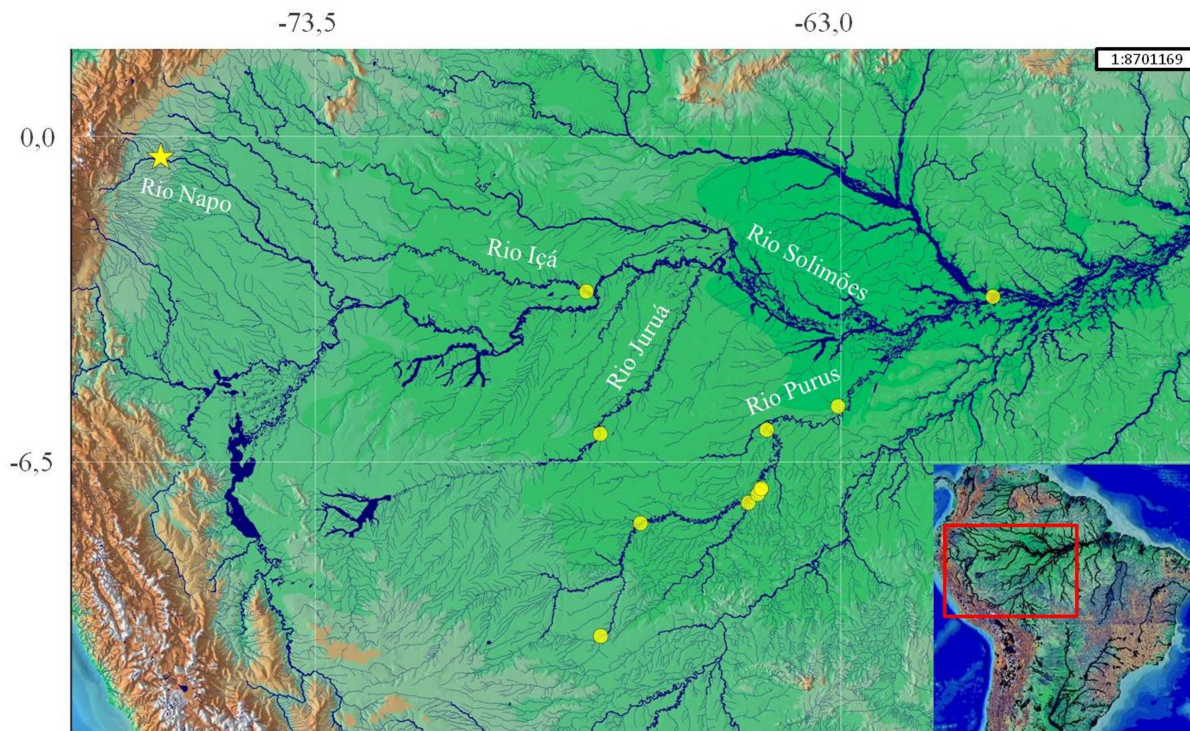 -73,5
-63,0
1:8701169
0,0
Rio Napo
Rio Içá
Rio Solimões
Rio Juruá
Rio Purus
-6,5